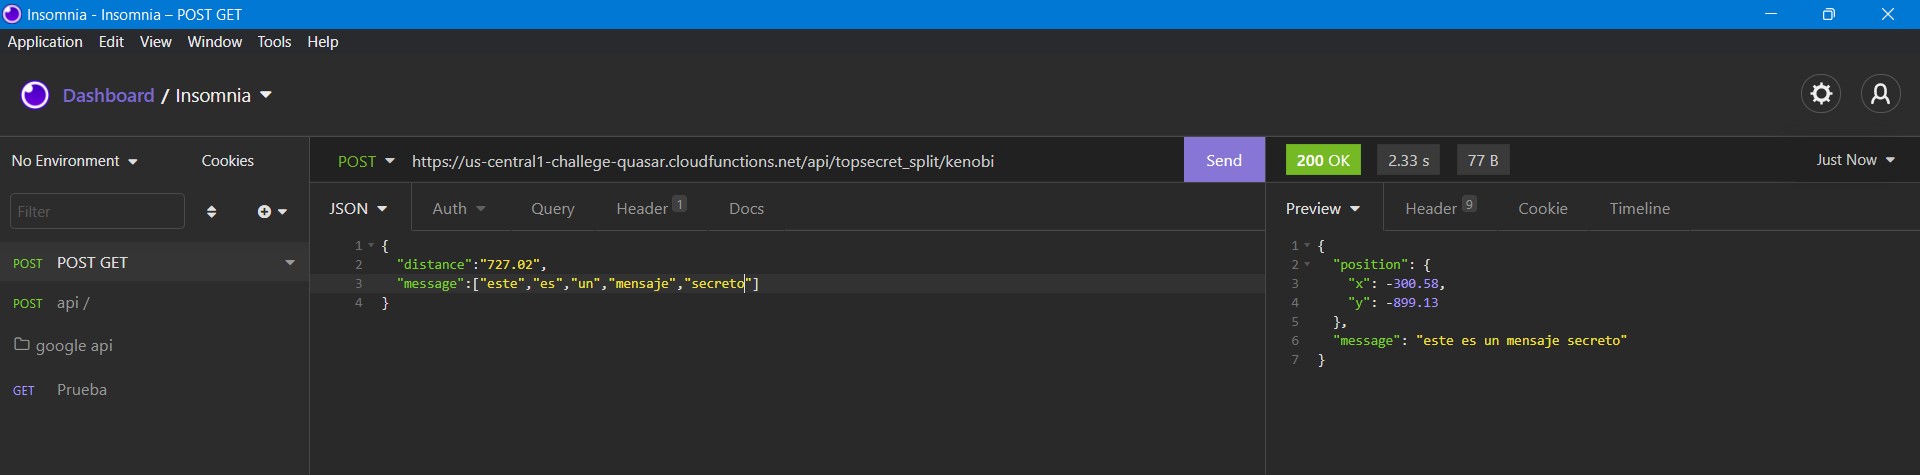 Insomnia - Insomnia – POST GET
Application Edit View Window Tools Help
Dashboard / Insomnia
No Environment Cookies
POST https://us-central1-challege-quasar.cloudfunctions.net/api/topsecret_split/kenobi Send
200 OK 2.33 s 77 B Just Now
Filter
POST POST GET
POST api /
google api
GET Prueba
JSON Auth Query Header 1 Docs
1 {
2 "distance":"727.02",
3 "message":["este","es","un","mensaje","secreto"]
4 }
Preview Header 9 Cookie Timeline
1 {
2 "position": {
3 "x": -300.58,
4 "y": -899.13
5 },
6 "message": "este es un mensaje secreto"
7 }